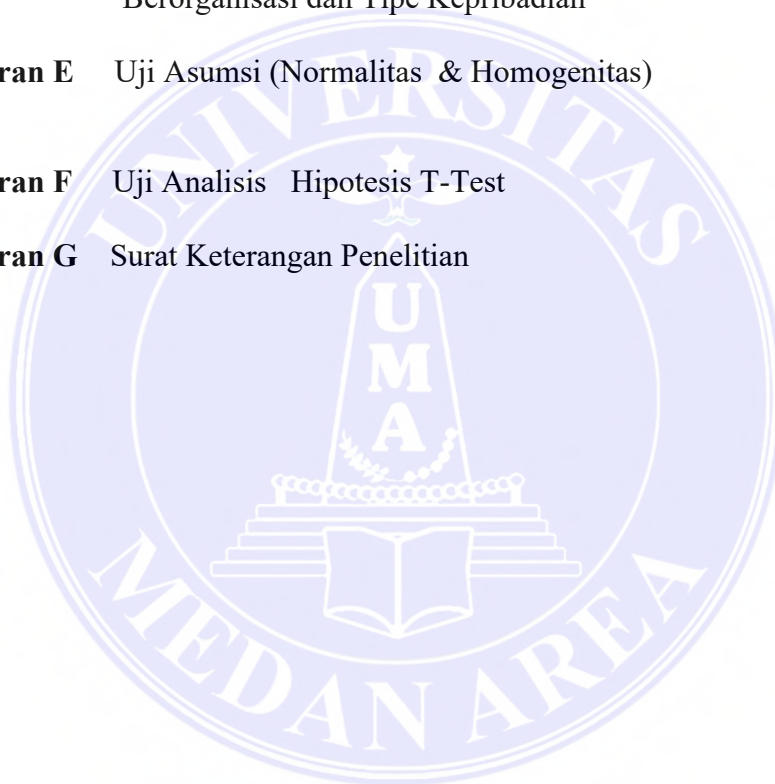 Berorganisasi dan Tipe Kepribadian
ran E Uji Asumsi (Normalitas & Homogenitas)
ran F Uji Analisis Hipotesis T-Test
ran G Surat Keterangan Penelitian
UNIVERSITAS
U
M
A
MEDAN AREA